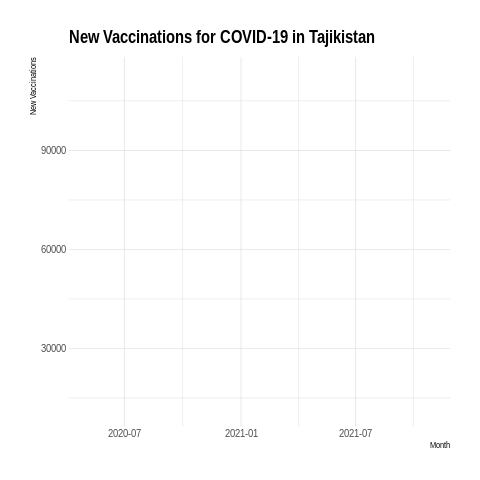 New Vaccinations for COVID-19 in Tajikistan
New Vaccinations
90000
60000
30000
2020-07
2021-01
2021-07
Month